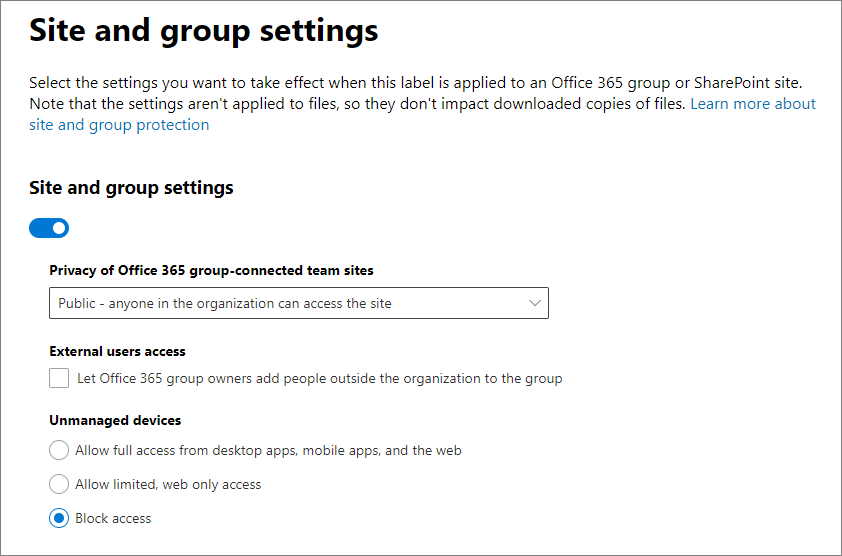 Site and group settings
Select the settings you want to take effect when this label is applied to an Office 365 group or SharePoint site.
Note that the settings aren't applied to files, so they don't impact downloaded copies of files. Learn more about
site and group protection
Site and group settings
Privacy of Office 365 group-connected team sites
Public - anyone in the organization can access the site
External users access
Let Office 365 group owners add people outside the organization to the group
Unmanaged devices
Allow full access from desktop apps, mobile apps, and the web
Allow limited, web only access
Block access